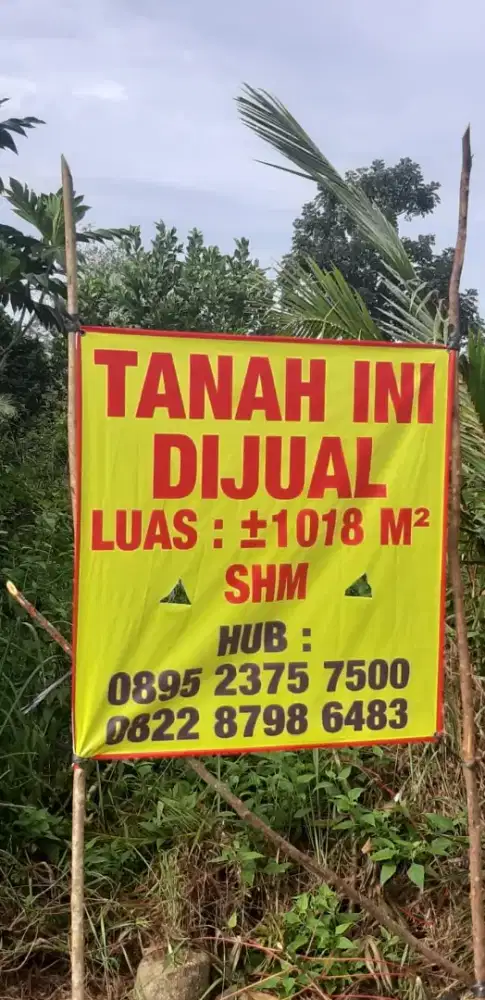 TANAH INI
DIJUAL
LUAS : ±1018 M²
SHM
HUB :
0895 2375 7500
0822 8798 6483